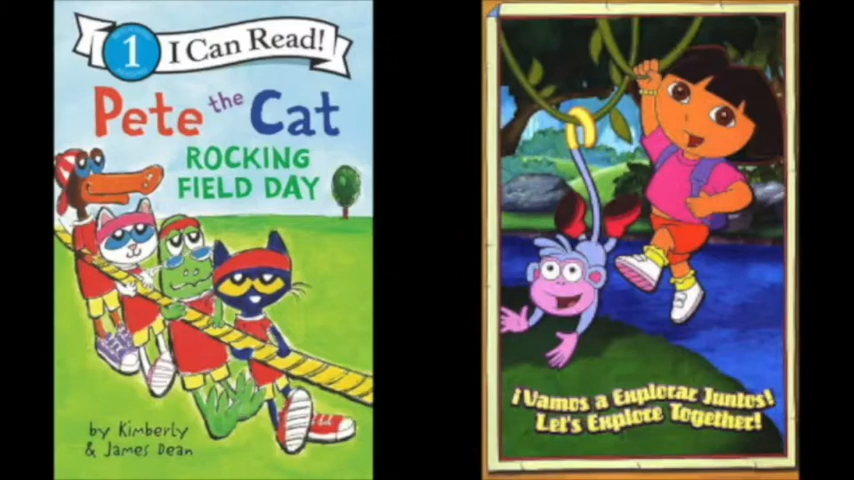 1 I Can Read!
Pete the Cat
ROCKING
FIELD DAY
by Kimberly
& James Dean
¡Vamos a Explorar Juntos!
Let's Explore Together!